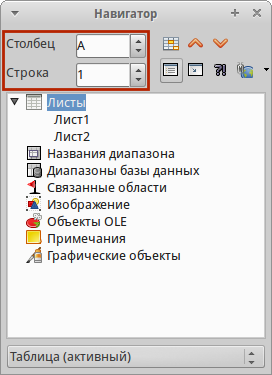 Навигатор
Столбец A
Строка 1
Листы
Лист1
Лист2
Названия диапазона
Диапазоны базы данных
Связанные области
Изображение
Объекты OLE
Примечания
Графические объекты
Таблица (активный)